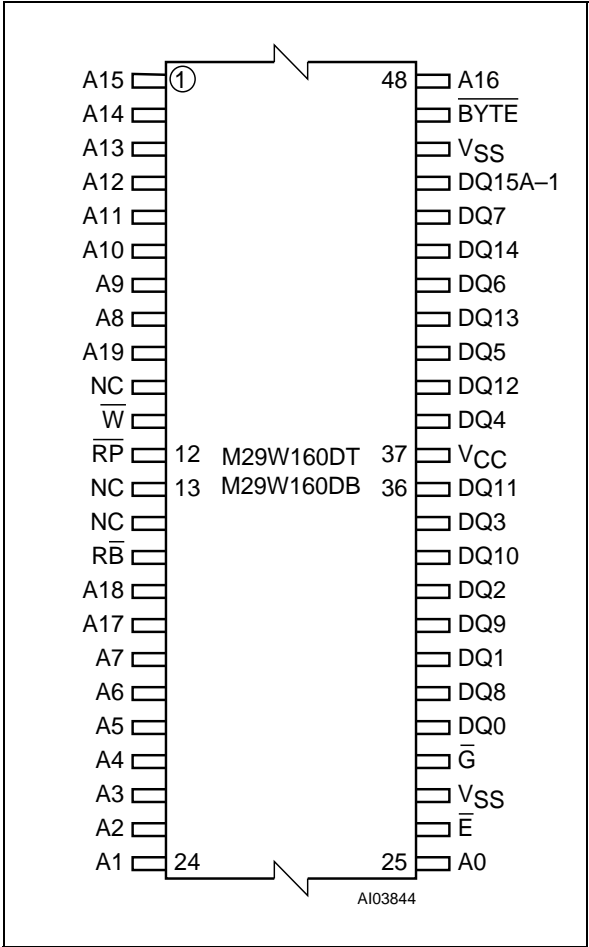 A15 ① 48 A16
A14 B̅Y̅T̅E̅
A13 VSS
A12 DQ15A–1
A11 DQ7
A10 DQ14
A9 DQ6
A8 DQ13
A19 DQ5
NC DQ12
W̅ DQ4
R̅P̅ 12 M29W160DT 37 VCC
NC 13 M29W160DB 36 DQ11
NC DQ3
RB̅ DQ10
A18 DQ2
A17 DQ9
A7 DQ1
A6 DQ8
A5 DQ0
A4 G̅
A3 VSS
A2 E̅
A1 24 25 A0
AI03844